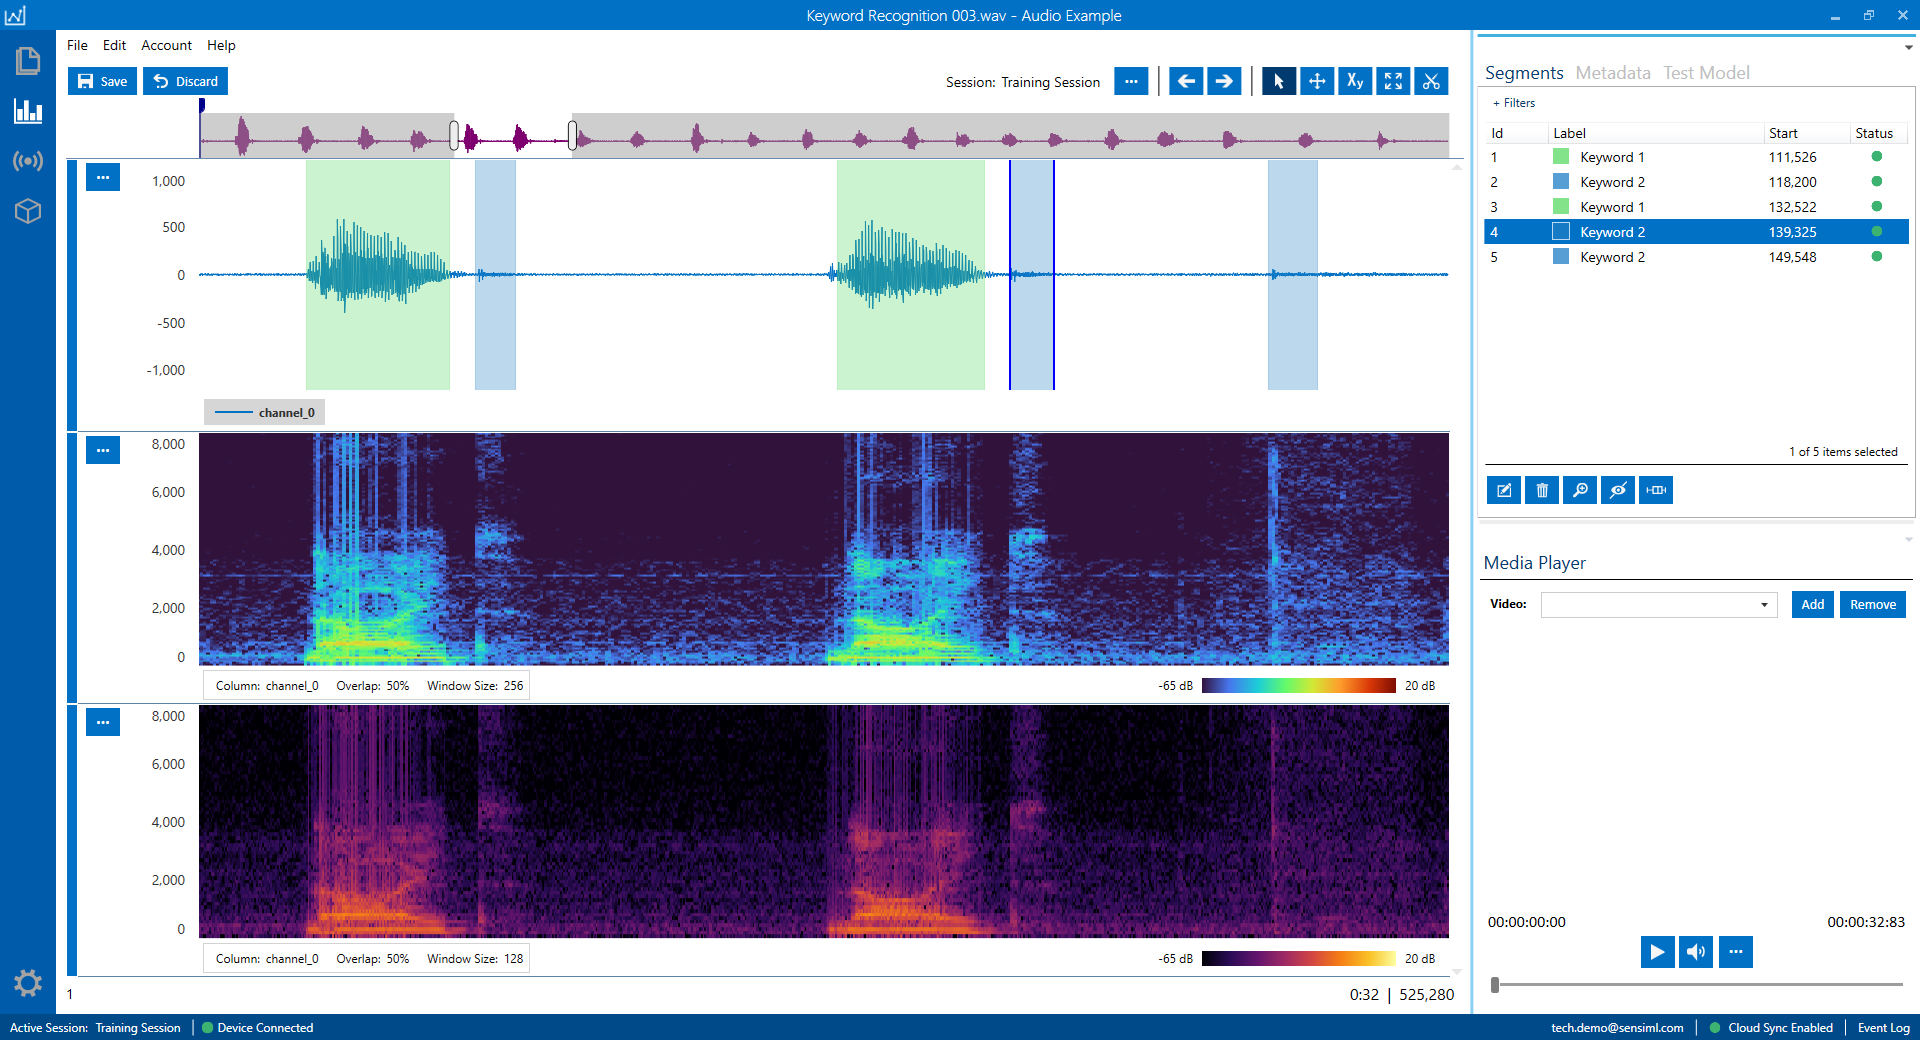 Keyword Recognition 003.wav - Audio Example
File Edit Account Help
Save Discard Session: Training Session
1,000
500
0
-500
-1,000
channel_0
8,000
6,000
4,000
2,000
0
Column: channel_0 Overlap: 50% Window Size: 256 -65 dB 20 dB
8,000
6,000
4,000
2,000
0
Column: channel_0 Overlap: 50% Window Size: 128 -65 dB 20 dB
1 0:32 | 525,280
Segments Metadata Test Model
+ Filters
Id Label Start Status
1 Keyword 1 111,526
2 Keyword 2 118,200
3 Keyword 1 132,522
4 Keyword 2 139,325
5 Keyword 2 149,548
1 of 5 items selected
Media Player
Video: Add Remove
00:00:00:00 00:00:32:83
Active Session: Training Session Device Connected tech.demo@sensiml.com Cloud Sync Enabled Event Log